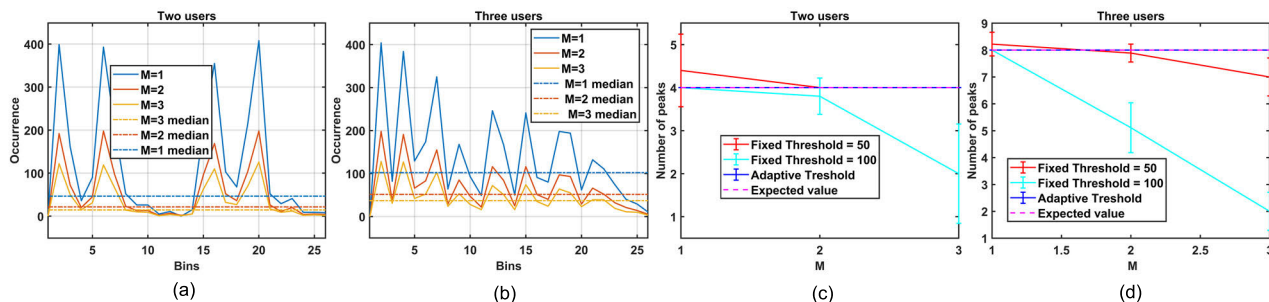 Two users
Occurrence
400
300
200
100
0
M=1
M=2
M=3
M=3 median
M=2 median
M=1 median
5
10
15
20
25
Bins
(a)
Three users
Occurrence
400
300
200
100
0
M=1
M=2
M=3
M=1 median
M=2 median
M=3 median
5
10
15
20
25
Bins
(b)
Two users
Number of peaks
5
4
3
2
1
Fixed Threshold = 50
Fixed Threshold = 100
Adaptive Treshold
Expected value
1
2
3
M
(c)
Three users
Number of peaks
9
8
7
6
5
4
3
2
1
Fixed Threshold = 50
Fixed Threshold = 100
Adaptive Treshold
Expected value
1
1.5
2
2.5
3
M
(d)